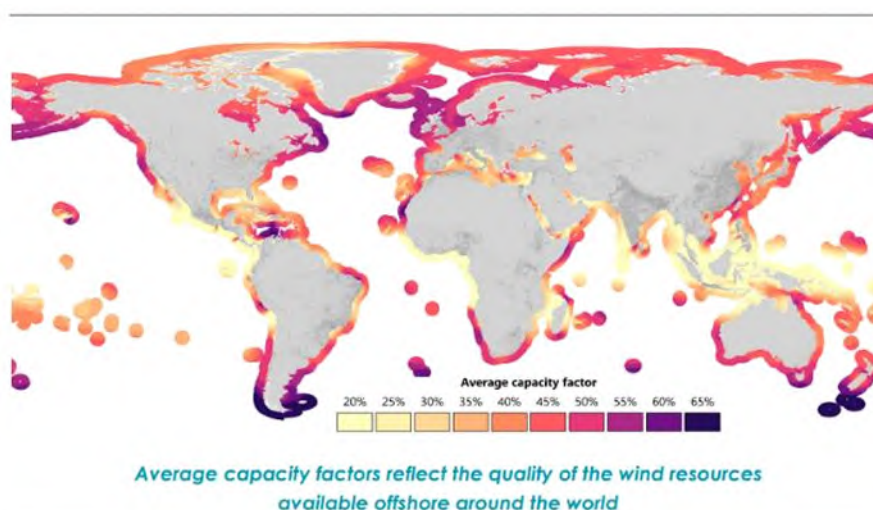 Average capacity factor
20% 25% 30% 35% 40% 45% 50% 55% 60% 65%
Average capacity factors reflect the quality of the wind resources
available offshore around the world